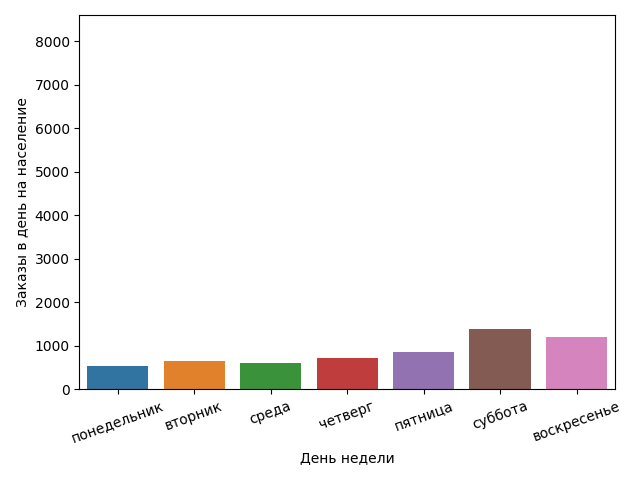 Заказы в день на население
8000
7000
6000
5000
4000
3000
2000
1000
0
понедельник
вторник
среда
четверг
пятница
суббота
воскресенье
День недели